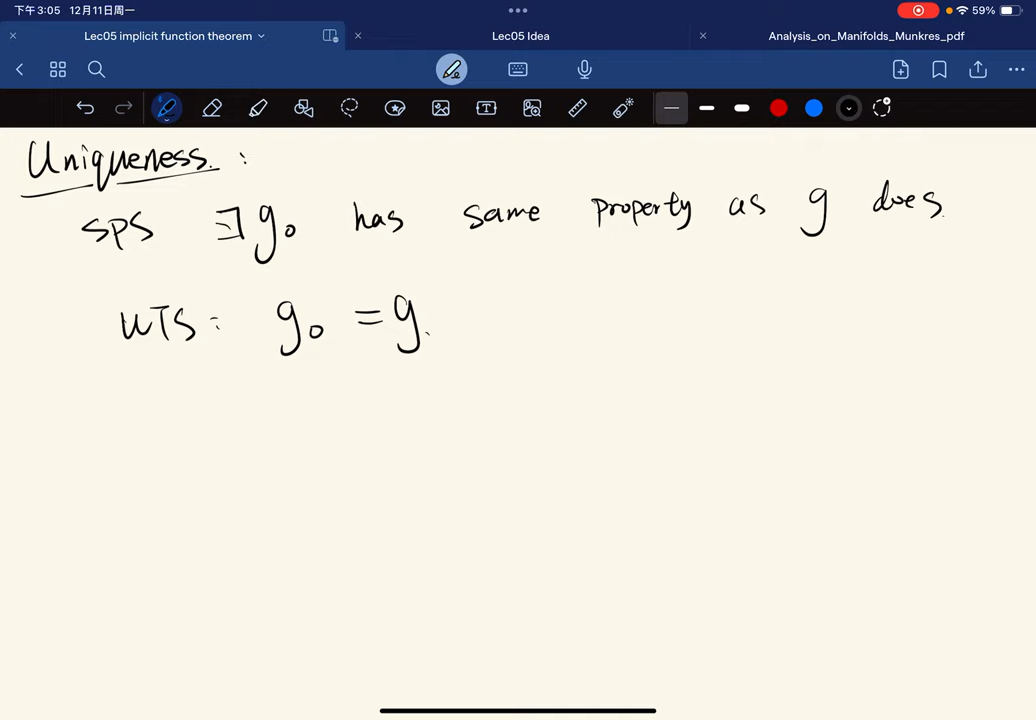 下午3:05 12月11日周一
59%
Lec05 implicit function theorem
Lec05 Idea
Analysis_on_Manifolds_Munkres_pdf
Uniqueness. :
sps ∃ g₀ has same property as g does.
WTS: g₀ = g.